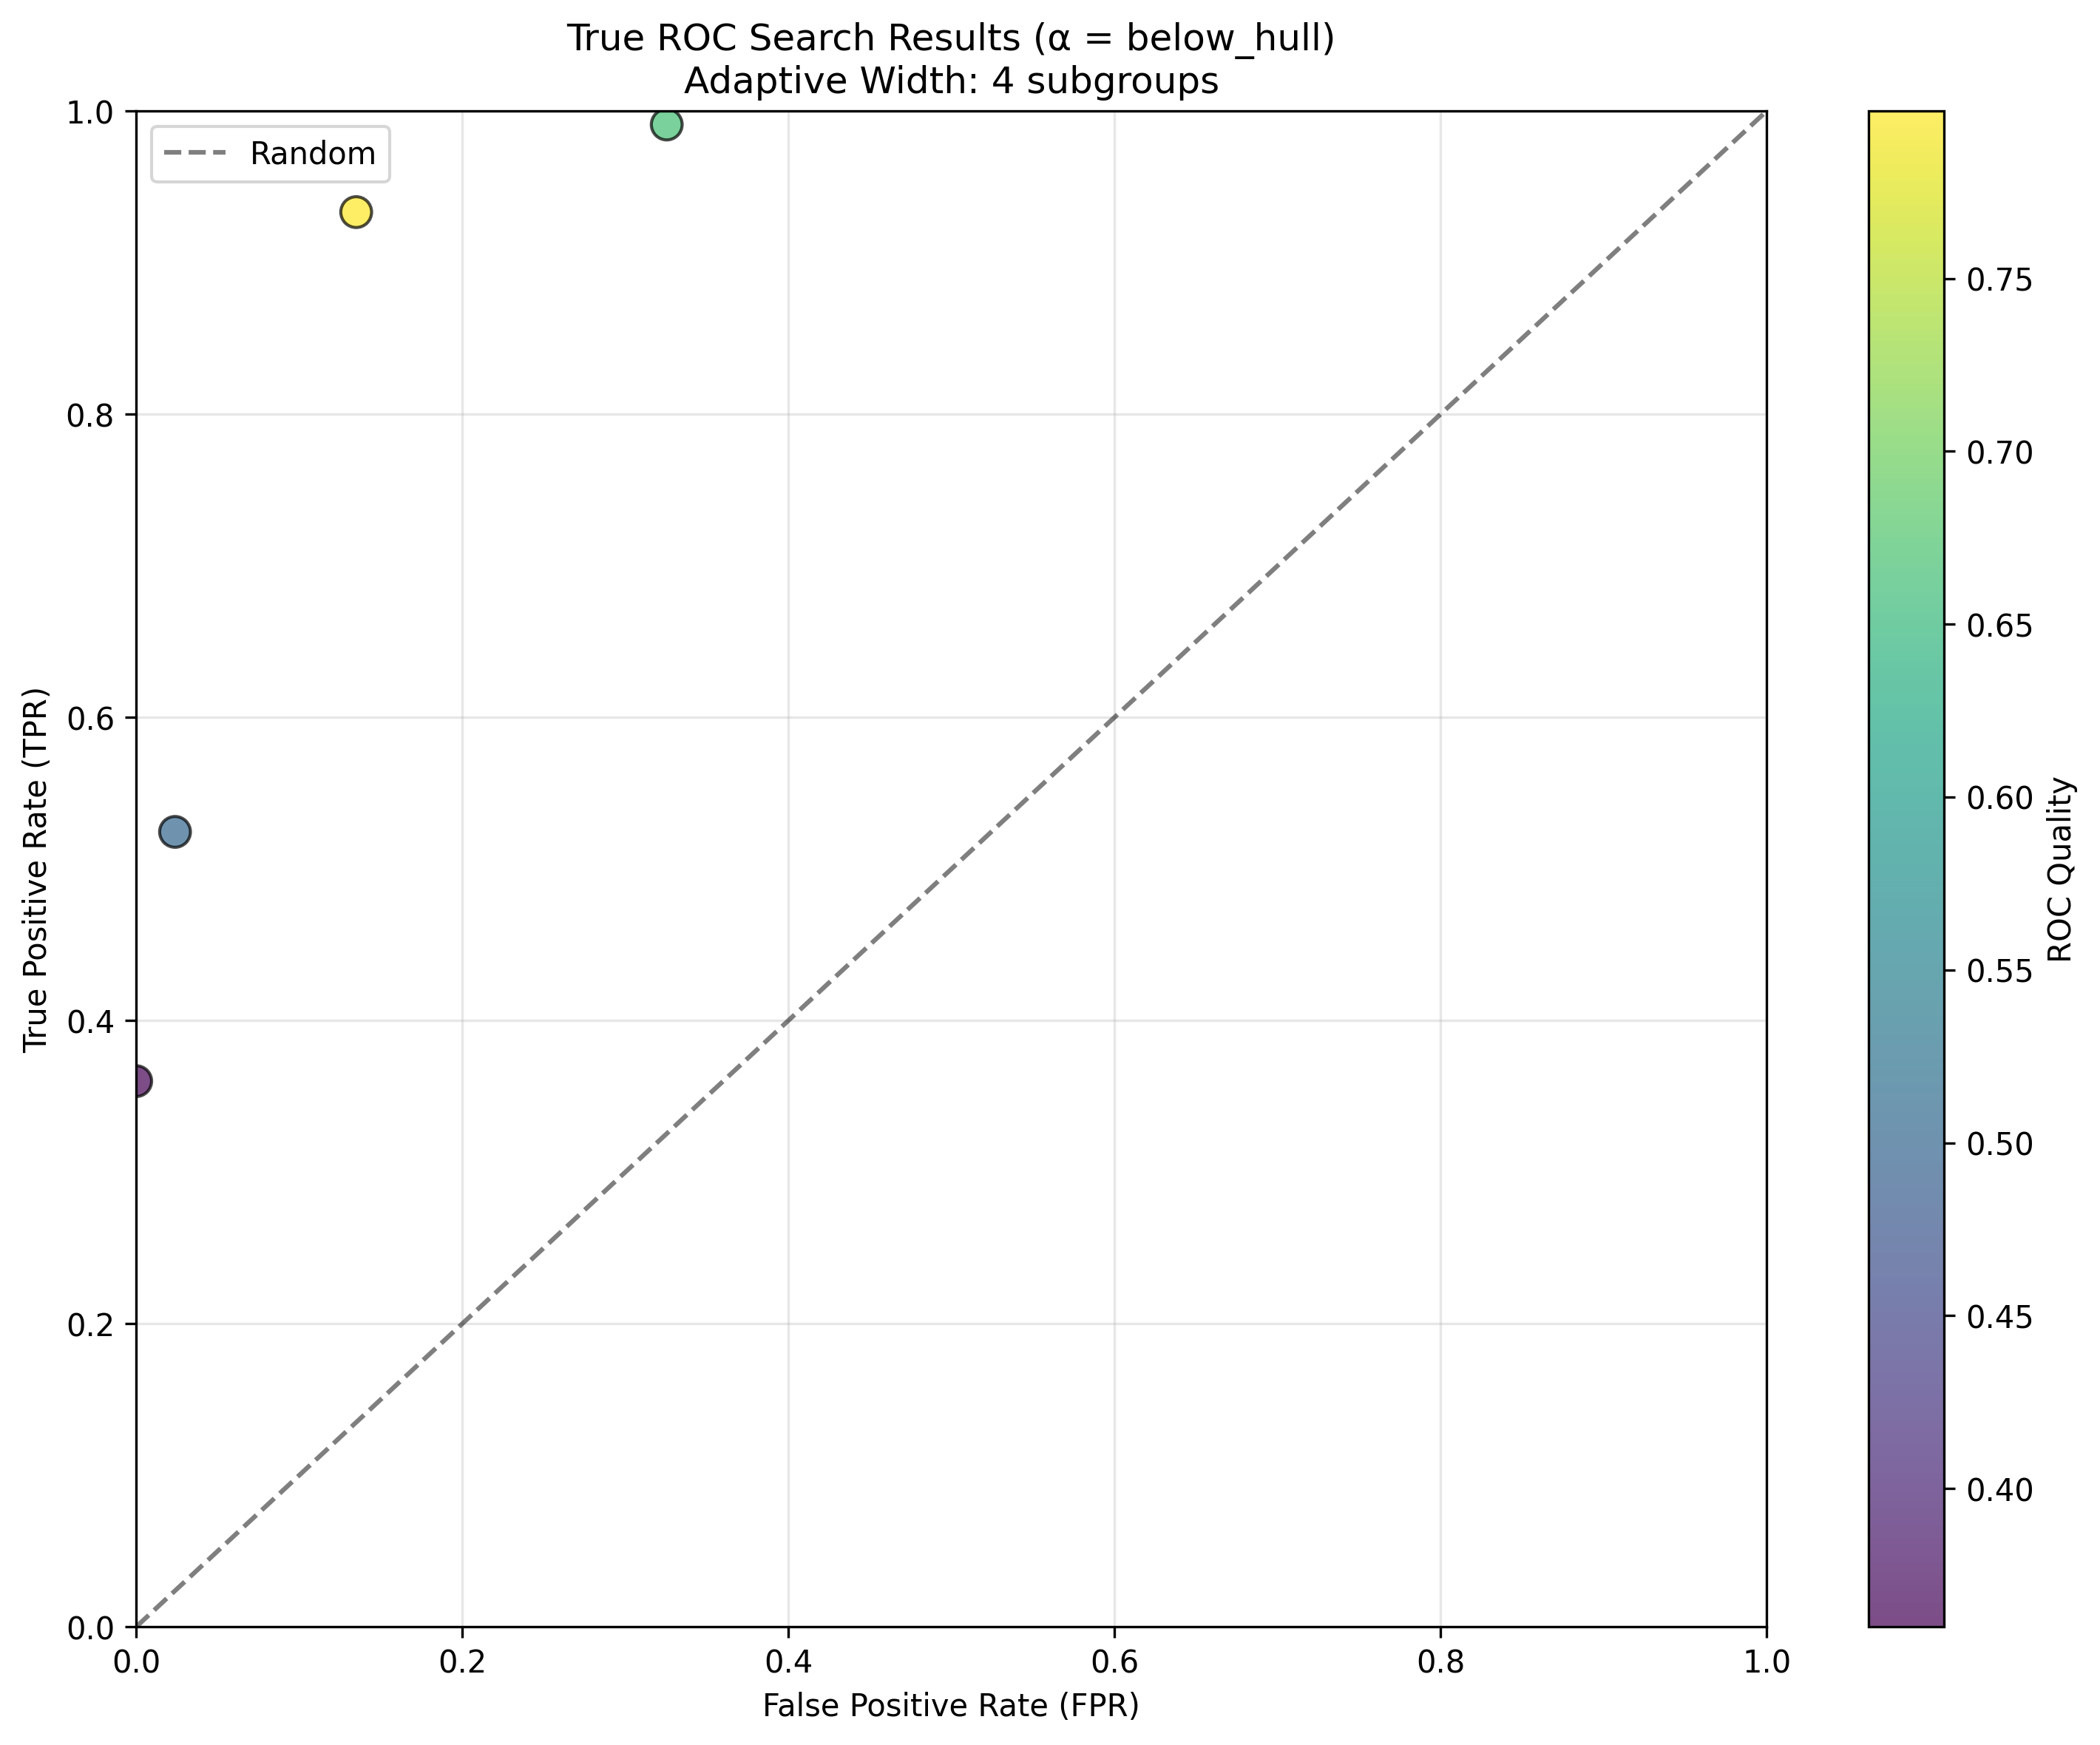 True ROC Search Results (α = below_hull)
Adaptive Width: 4 subgroups
Random
True Positive Rate (TPR)
1.0
0.8
0.6
0.4
0.2
0.0
0.0 0.2 0.4 0.6 0.8 1.0
False Positive Rate (FPR)
0.75
0.70
0.65
0.60
0.55
0.50
0.45
0.40
ROC Quality